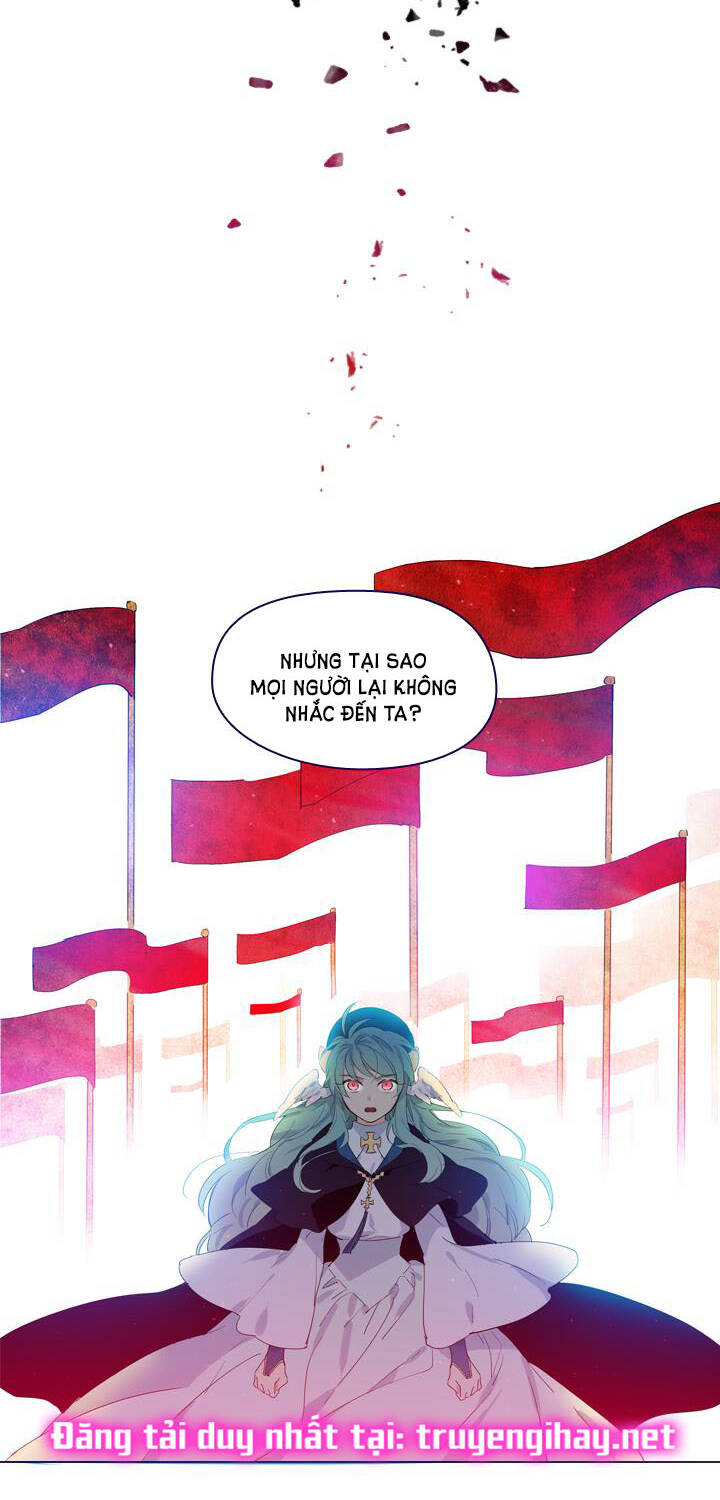 NHƯNG TẠI SAO
MỌI NGƯỜI LẠI KHÔNG
NHẮC ĐẾN TA?
Đăng tải duy nhất tại: truyengihay.net